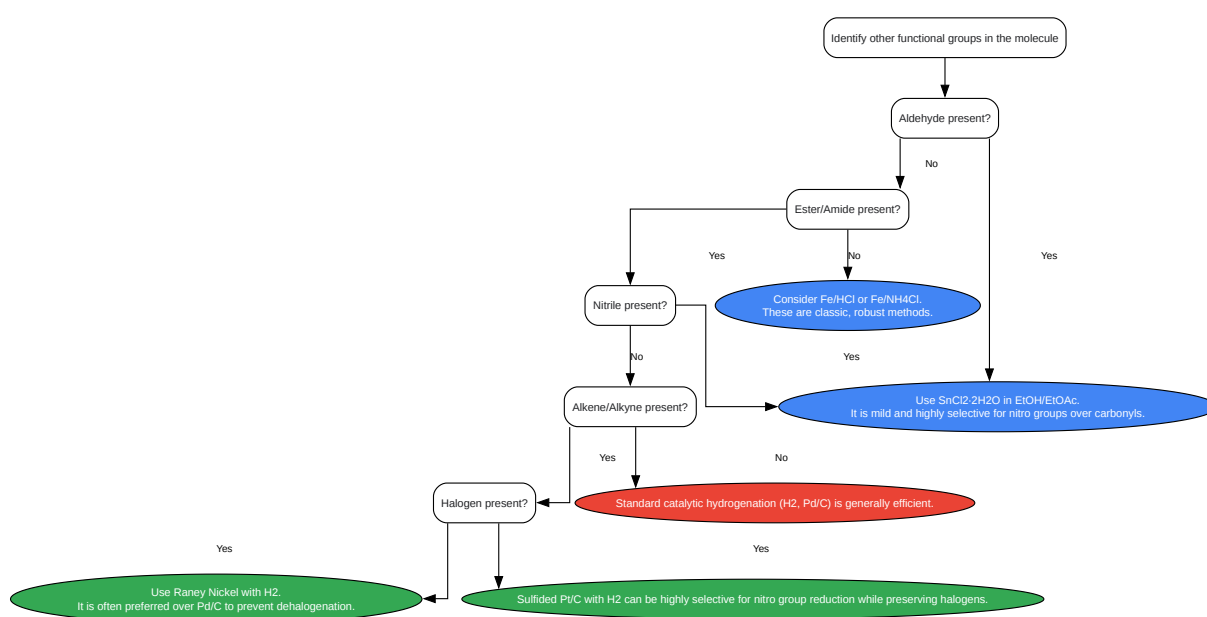 Identify other functional groups in the molecule
Aldehyde present?
No
Ester/Amide present?
Yes
No
Yes
Nitrile present?
Consider Fe/HCl or Fe/NH4Cl.
These are classic, robust methods.
No
Yes
Alkene/Alkyne present?
Use SnCl2·2H2O in EtOH/EtOAc.
It is mild and highly selective for nitro groups over carbonyls.
Yes
No
Halogen present?
Standard catalytic hydrogenation (H2, Pd/C) is generally efficient.
Yes
Yes
Use Raney Nickel with H2.
It is often preferred over Pd/C to prevent dehalogenation.
Sulfided Pt/C with H2 can be highly selective for nitro group reduction while preserving halogens.